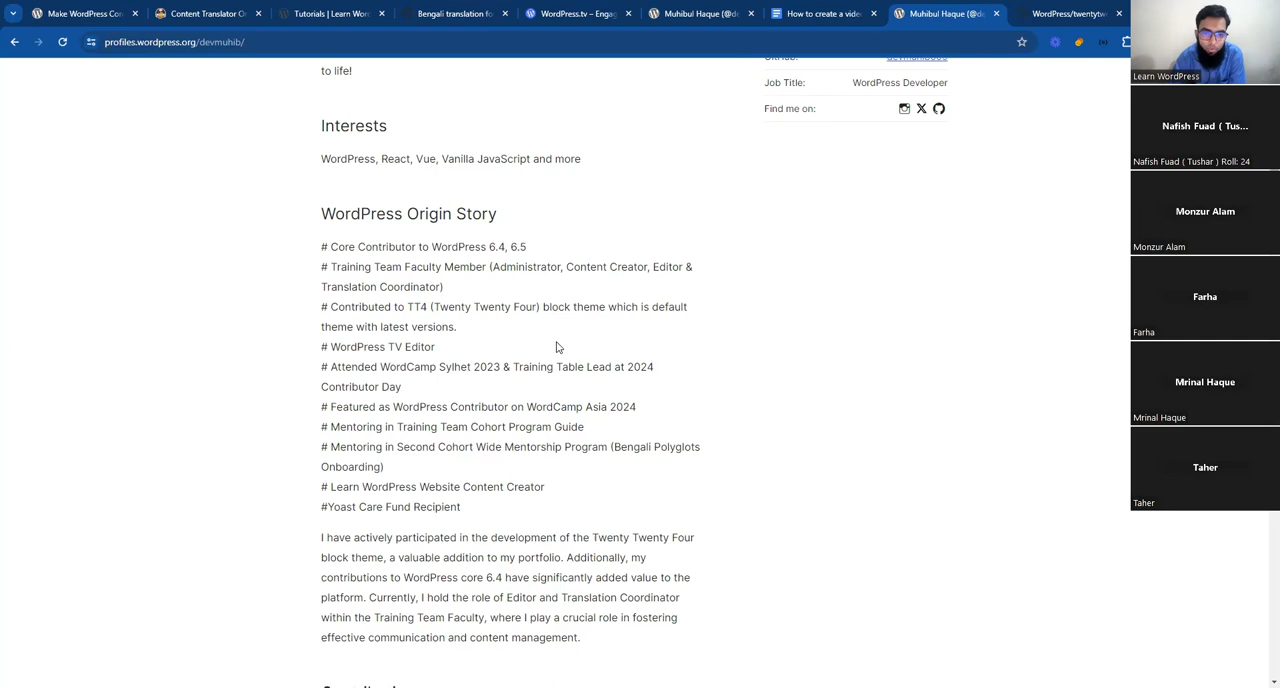 Make WordPress Con
Content Translator O
Tutorials | Learn Wor
Bengali translation fo
WordPress.tv – Engag
Muhibul Haque (@de
How to create a vide
Muhibul Haque (@de
WordPress/twentytw
profiles.wordpress.org/devmuhib/
to life!
Interests
WordPress, React, Vue, Vanilla JavaScript and more
WordPress Origin Story
# Core Contributor to WordPress 6.4, 6.5
# Training Team Faculty Member (Administrator, Content Creator, Editor &
Translation Coordinator)
# Contributed to TT4 (Twenty Twenty Four) block theme which is default
theme with latest versions.
# WordPress TV Editor
# Attended WordCamp Sylhet 2023 & Training Table Lead at 2024
Contributor Day
# Featured as WordPress Contributor on WordCamp Asia 2024
# Mentoring in Training Team Cohort Program Guide
# Mentoring in Second Cohort Wide Mentorship Program (Bengali Polyglots
Onboarding)
# Learn WordPress Website Content Creator
#Yoast Care Fund Recipient
I have actively participated in the development of the Twenty Twenty Four
block theme, a valuable addition to my portfolio. Additionally, my
contributions to WordPress core 6.4 have significantly added value to the
platform. Currently, I hold the role of Editor and Translation Coordinator
within the Training Team Faculty, where I play a crucial role in fostering
effective communication and content management.
Job Title: WordPress Developer
Find me on:
Learn WordPress
Nafish Fuad ( Tus...
Nafish Fuad ( Tushar ) Roll: 24
Monzur Alam
Monzur Alam
Farha
Farha
Mrinal Haque
Mrinal Haque
Taher
Taher